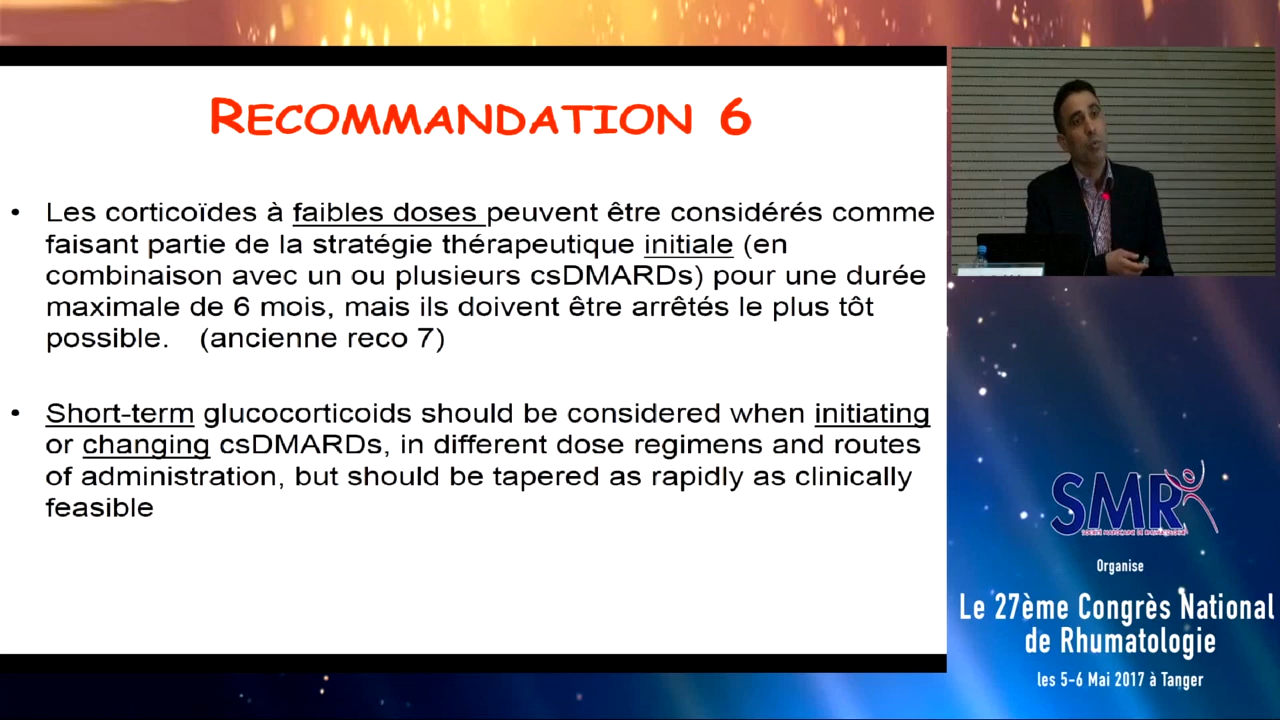 RECOMMANDATION 6
• Les corticoïdes à faibles doses peuvent être considérés comme
faisant partie de la stratégie thérapeutique initiale (en
combinaison avec un ou plusieurs csDMARDs) pour une durée
maximale de 6 mois, mais ils doivent être arrêtés le plus tôt
possible. (ancienne reco 7)
• Short-term glucocorticoids should be considered when initiating
or changing csDMARDs, in different dose regimens and routes
of administration, but should be tapered as rapidly as clinically
feasible
SMR
Organise
Le 27ème Congrès National
de Rhumatologie
les 5-6 Mai 2017 à Tanger